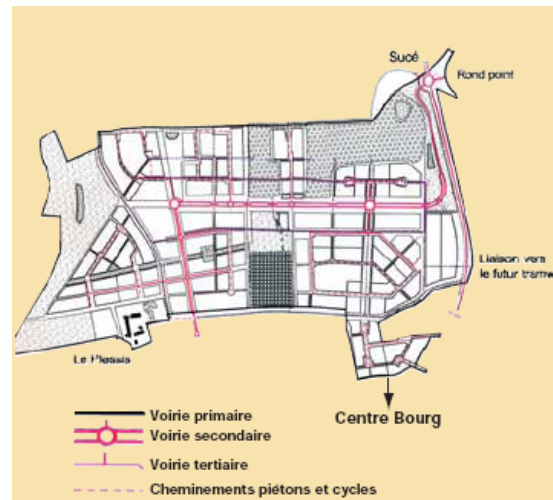 Sucé
Rond point
Liaison vers
le futur tramw
Le Plessis
Centre Bourg
Voirie primaire
Voirie secondaire
Voirie tertiaire
Cheminements piétons et cycles